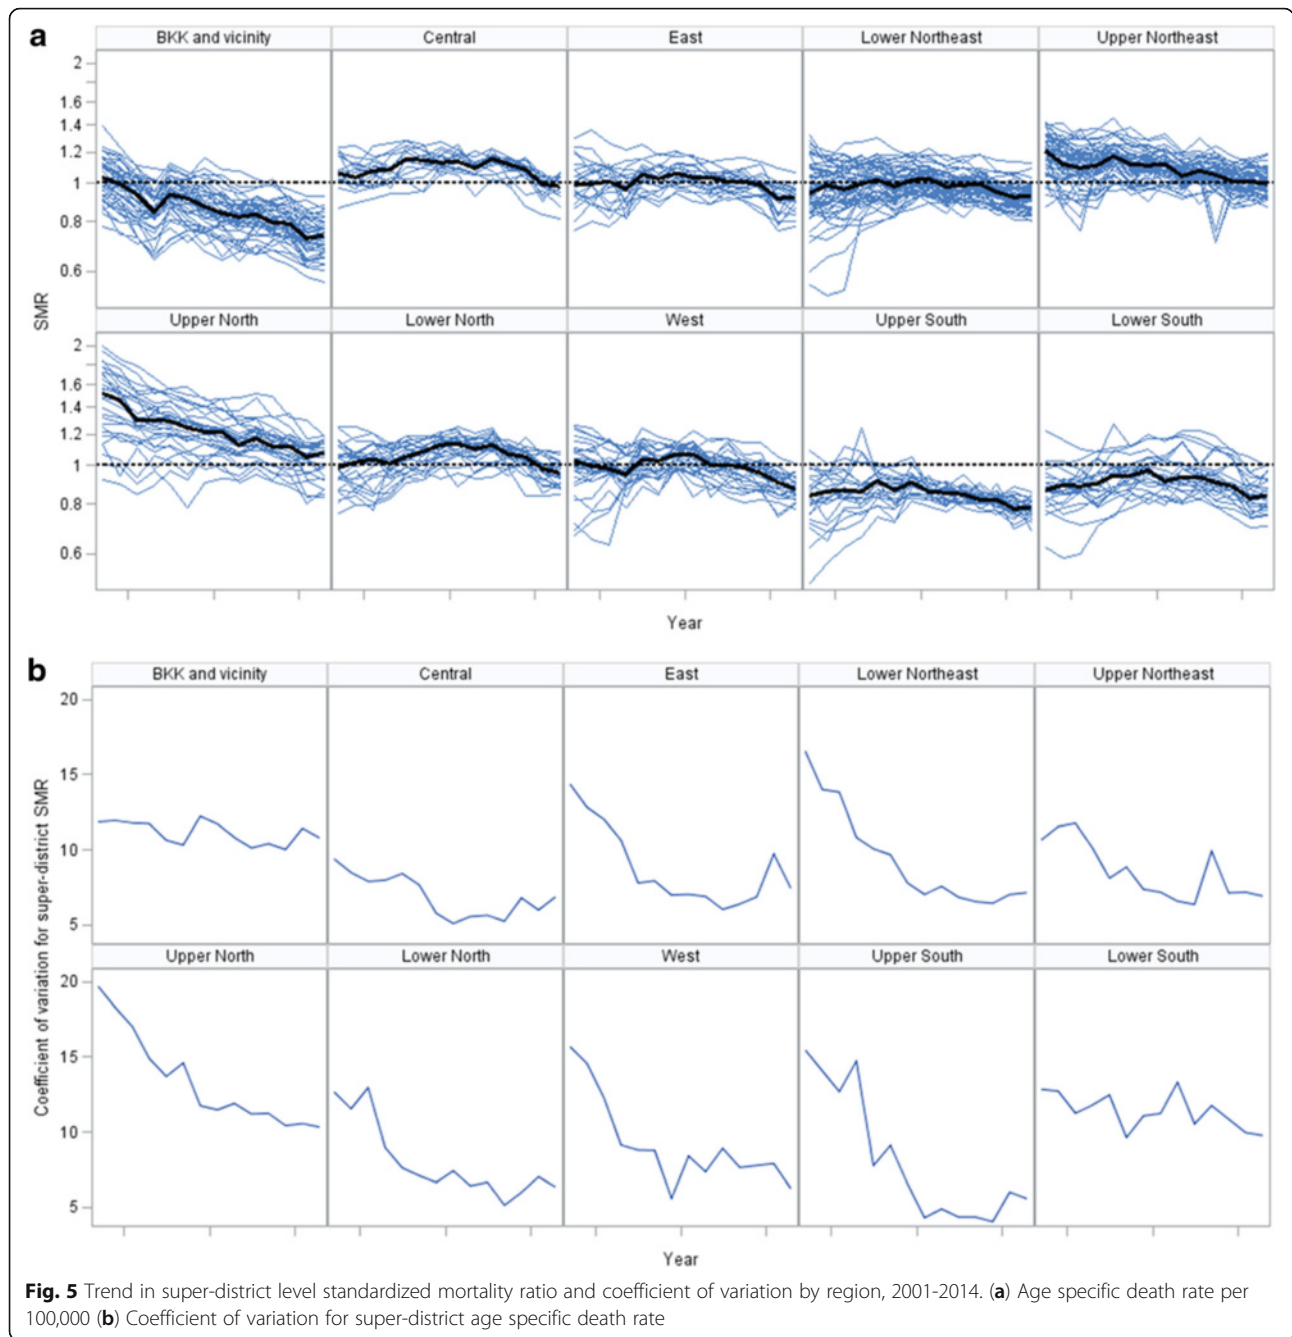 a
BKK and vicinity Central East Lower Northeast Upper Northeast
2
1.6
1.4
1.2
1
0.8
0.6
SMR
Upper North Lower North West Upper South Lower South
2
1.6
1.4
1.2
1
0.8
0.6
Year
b
BKK and vicinity Central East Lower Northeast Upper Northeast
20
15
10
5
Coefficient of variation for super-district SMR
Upper North Lower North West Upper South Lower South
20
15
10
5
Year
Fig. 5 Trend in super-district level standardized mortality ratio and coefficient of variation by region, 2001-2014. (a) Age specific death rate per
100,000 (b) Coefficient of variation for super-district age specific death rate